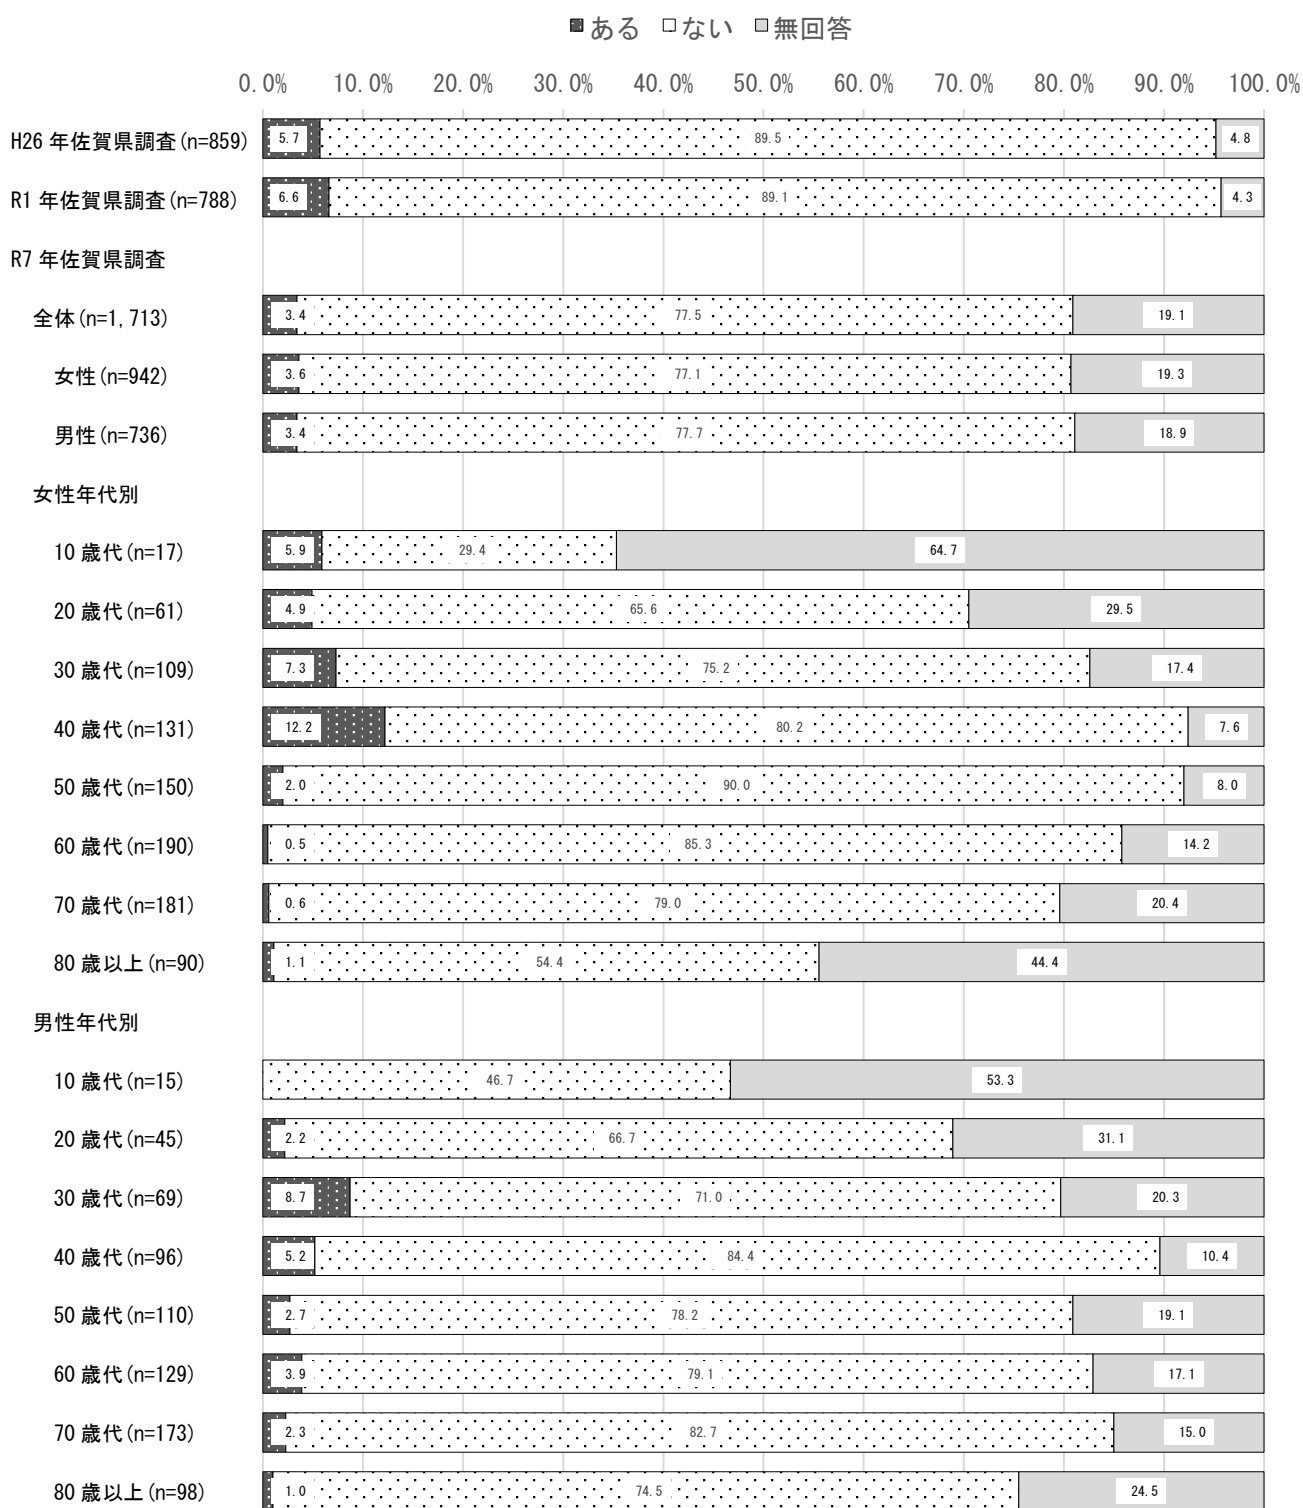 ある ない 無回答
0.0% 10.0% 20.0% 30.0% 40.0% 50.0% 60.0% 70.0% 80.0% 90.0% 100.0%
H26 年佐賀県調査(n=859) 5.7 89.5 4.8
R1 年佐賀県調査(n=788) 6.6 89.1 4.3
R7 年佐賀県調査
全体(n=1,713) 3.4 77.5 19.1
女性(n=942) 3.6 77.1 19.3
男性(n=736) 3.4 77.7 18.9
女性年代別
10 歳代(n=17) 5.9 29.4 64.7
20 歳代(n=61) 4.9 65.6 29.5
30 歳代(n=109) 7.3 75.2 17.4
40 歳代(n=131) 12.2 80.2 7.6
50 歳代(n=150) 2.0 90.0 8.0
60 歳代(n=190) 0.5 85.3 14.2
70 歳代(n=181) 0.6 79.0 20.4
80 歳以上(n=90) 1.1 54.4 44.4
男性年代別
10 歳代(n=15) 46.7 53.3
20 歳代(n=45) 2.2 66.7 31.1
30 歳代(n=69) 8.7 71.0 20.3
40 歳代(n=96) 5.2 84.4 10.4
50 歳代(n=110) 2.7 78.2 19.1
60 歳代(n=129) 3.9 79.1 17.1
70 歳代(n=173) 2.3 82.7 15.0
80 歳以上(n=98) 1.0 74.5 24.5